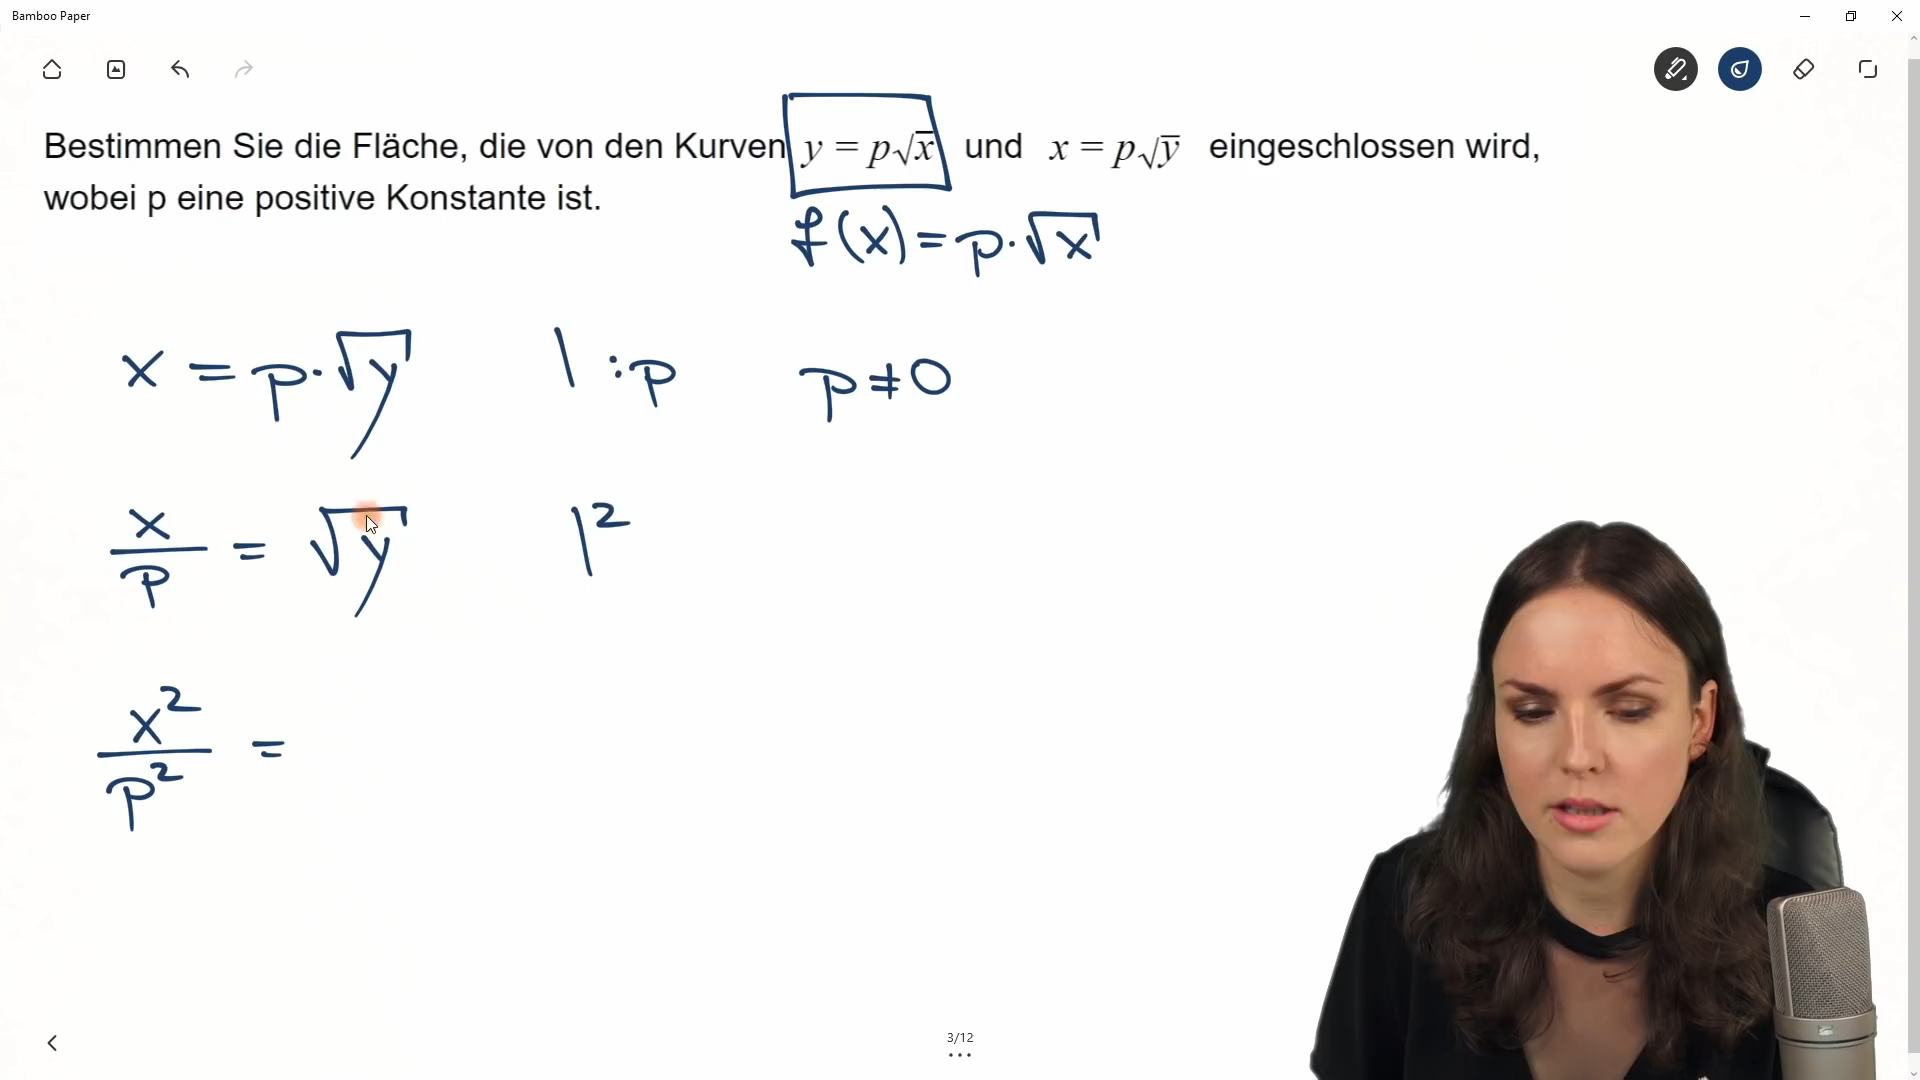 Bamboo Paper
Bestimmen Sie die Fläche, die von den Kurven y = p√x und x = p√y eingeschlossen wird,
wobei p eine positive Konstante ist.
f(x) = p·√x
x = p·√y | :p p ≠ 0
x/p = √y |²
x²/p² =
3/12